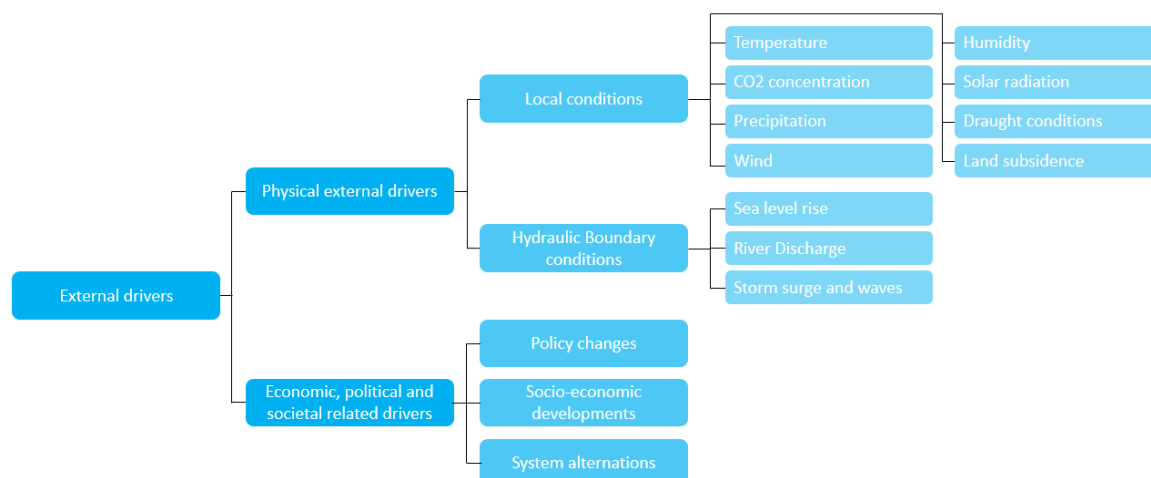 External drivers
Physical external drivers
Economic, political and
societal related drivers
Local conditions
Hydraulic Boundary
conditions
Policy changes
Socio-economic
developments
System alternations
Temperature
CO2 concentration
Precipitation
Wind
Humidity
Solar radiation
Draught conditions
Land subsidence
Sea level rise
River Discharge
Storm surge and waves